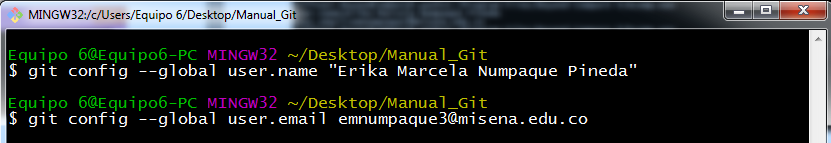 MINGW32:/c/Users/Equipo 6/Desktop/Manual_Git
Equipo 6@Equipo6-PC MINGW32 ~/Desktop/Manual_Git
$ git config --global user.name "Erika Marcela Numpaque Pineda"
Equipo 6@Equipo6-PC MINGW32 ~/Desktop/Manual_Git
$ git config --global user.email emnumpaque3@misena.edu.co